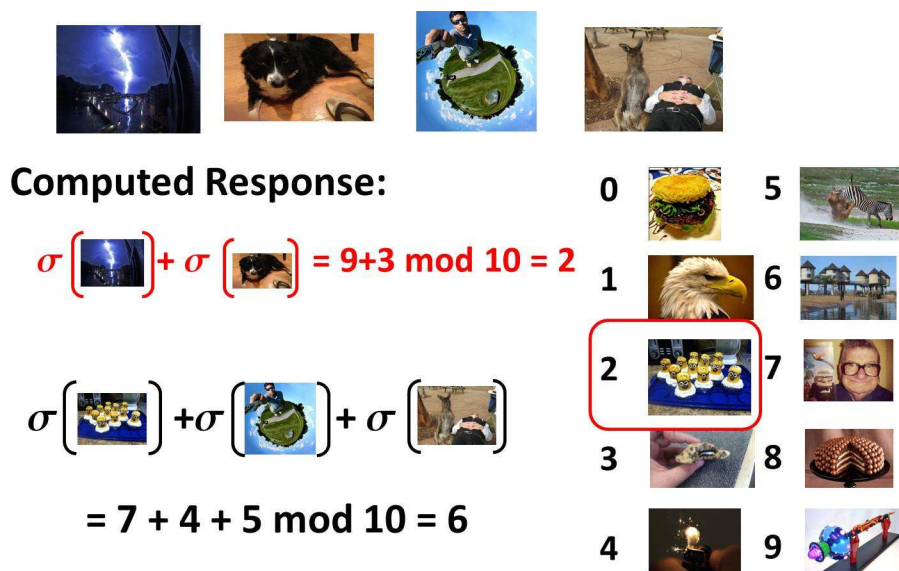 Computed Response:
σ ( ) + σ ( ) = 9+3 mod 10 = 2
σ ( ) +σ ( ) + σ ( )
= 7 + 4 + 5 mod 10 = 6
0 5
1 6
2 7
3 8
4 9